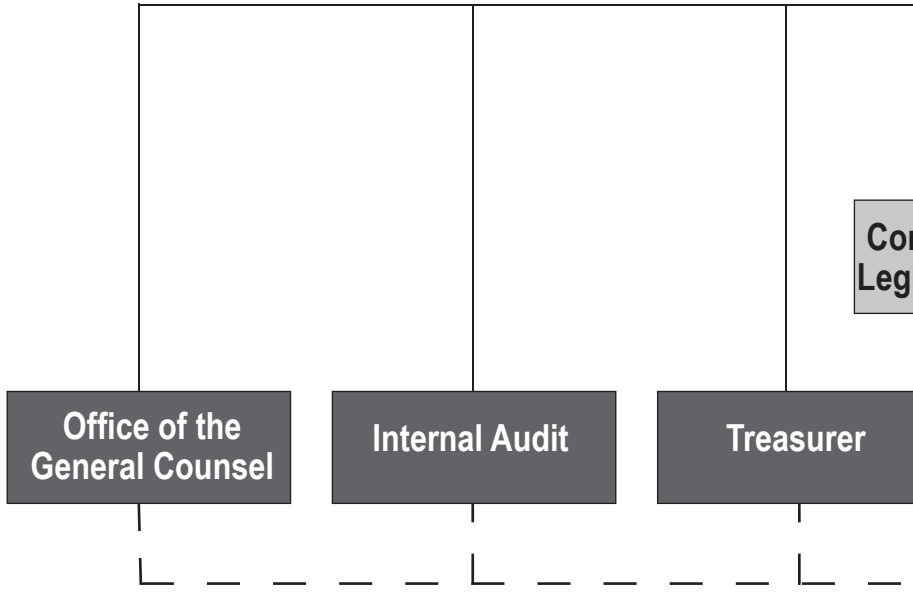 Office of the
General Counsel
Internal Audit
Treasurer